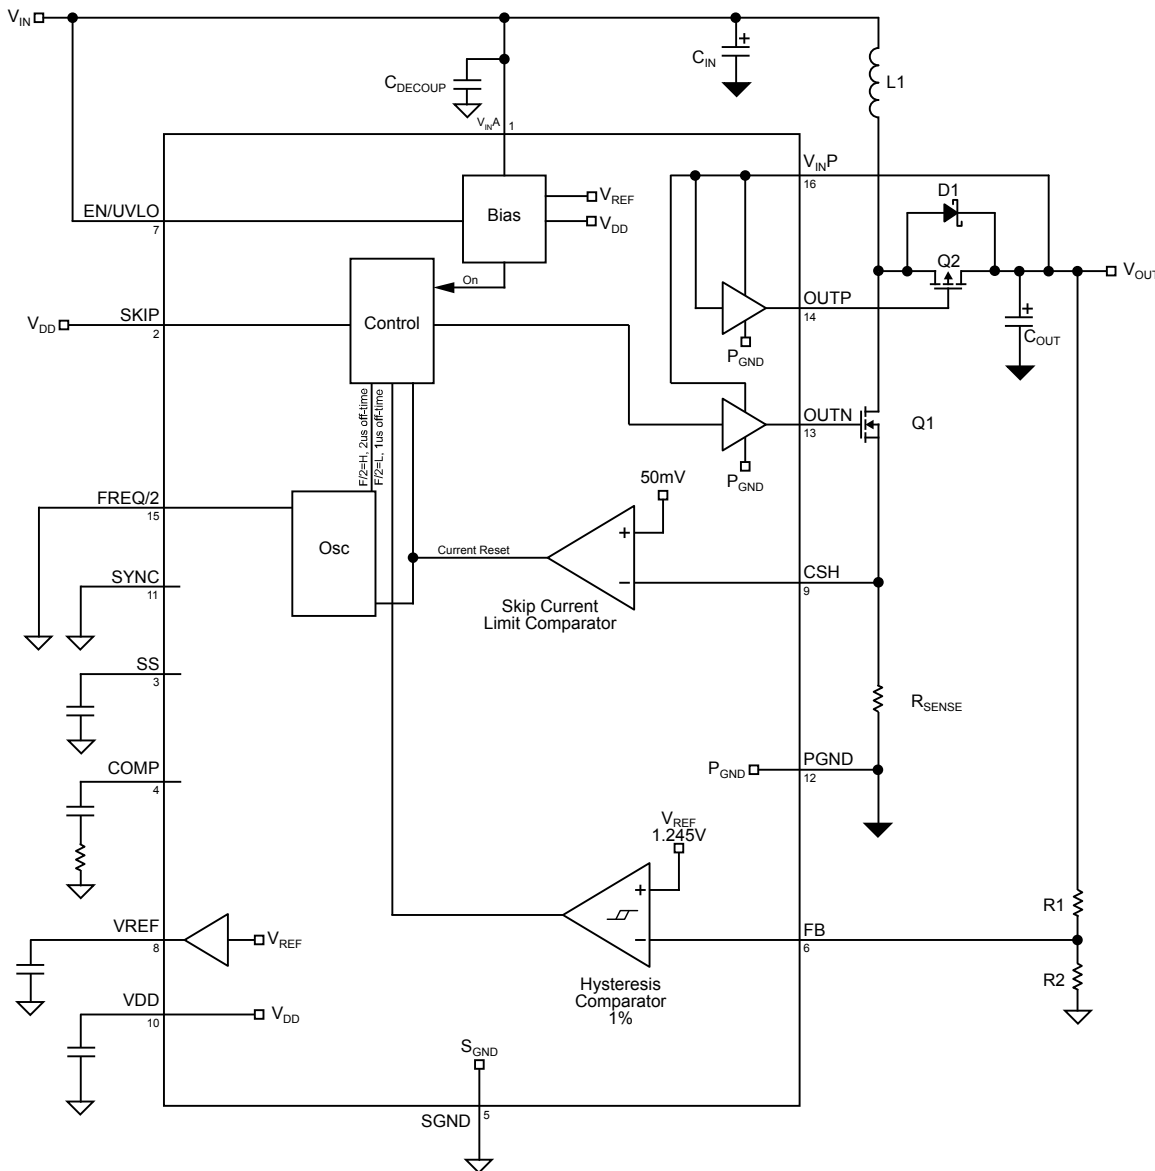 VIN
CIN
L1
CDECOUP
VINA
1
VINP
16
D1
EN/UVLO
7
Bias
VREF
VDD
Q2
VOUT
On
OUTP
14
VDD
SKIP
2
Control
COUT
PGND
OUTN
13
Q1
F/2=H, 2us off-time
F/2=L, 1us off-time
PGND
50mV
FREQ/2
15
Osc
+
Current Reset
SYNC
11
–
CSH
9
Skip Current
Limit Comparator
SS
3
RSENSE
COMP
4
PGND
PGND
12
VREF
1.245V
+
R1
VREF
8
VREF
–
FB
6
R2
Hysteresis
Comparator
1%
VDD
10
VDD
SGND
SGND
5